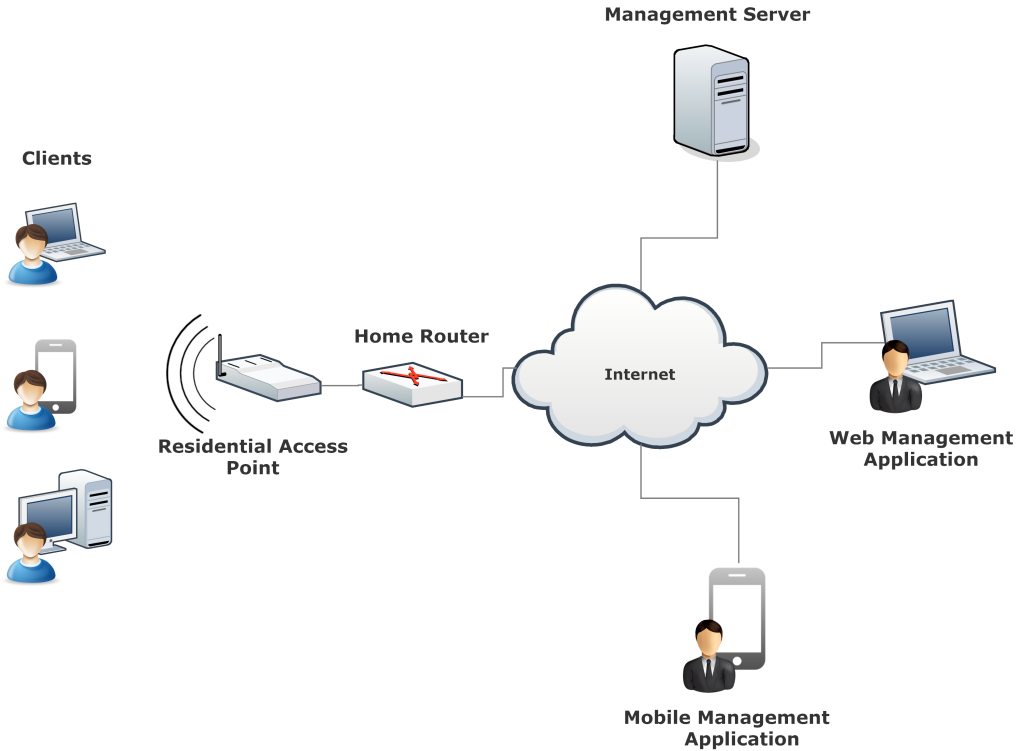 Management Server
Clients
Home Router
Internet
Residential Access
Point
Web Management
Application
Mobile Management
Application